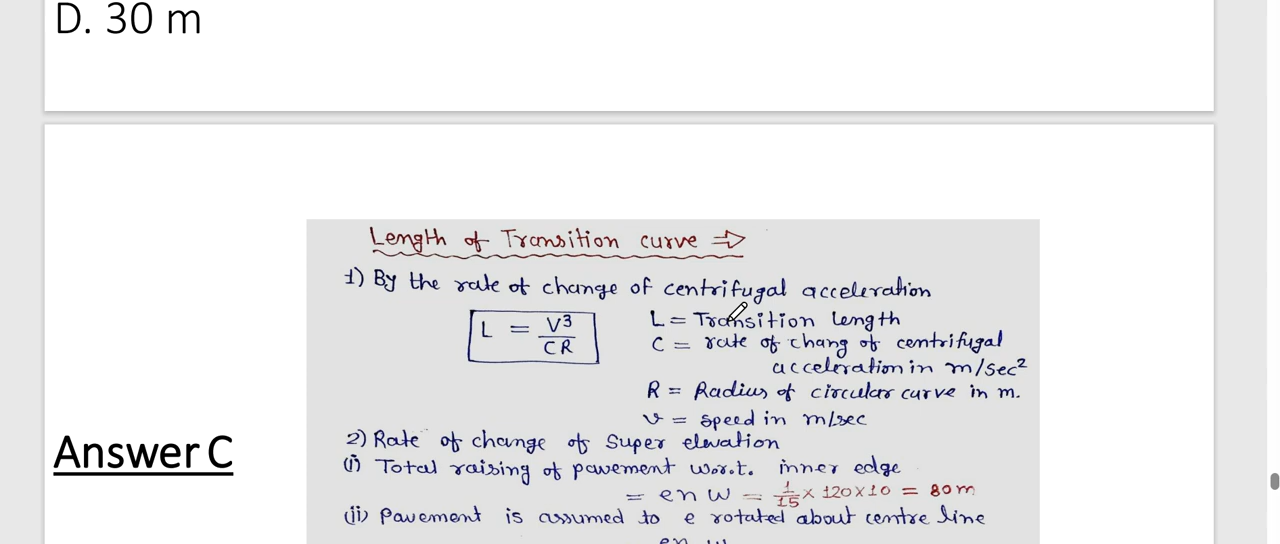 D. 30 m
Length of Transition curve ⇒
1) By the rate of change of centrifugal acceleration
L = V³/CR
L = Transition length
C = rate of chang of centrifugal
acceleration in m/sec²
R = Radius of circular curve in m.
v = speed in m/sec
Answer C
2) Rate of change of Super elevation
(i) Total raising of pavement w.r.t. inner edge
= en w = 1/15 × 120 × 10 = 80m
(ii) Pavement is assumed to e rotated about centre line
en w